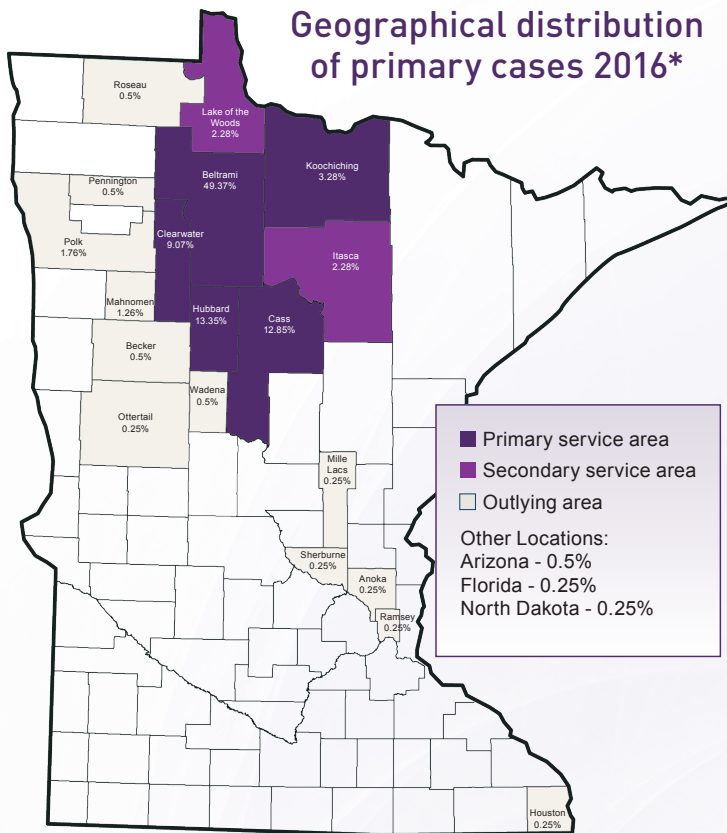 Geographical distribution
of primary cases 2016*
Roseau
0.5%
Lake of the
Woods
2.28%
Koochiching
3.28%
Beltrami
49.37%
Pennington
0.5%
Clearwater
9.07%
Polk
1.76%
Itasca
2.28%
Mahnomen
1.26%
Hubbard
13.35%
Cass
12.85%
Becker
0.5%
Wadena
0.5%
Ottertail
0.25%
Mille
Lacs
0.25%
Sherburne
0.25%
Anoka
0.25%
Ramsey
0.25%
Houston
0.25%
Primary service area
Secondary service area
Outlying area
Other Locations:
Arizona - 0.5%
Florida - 0.25%
North Dakota - 0.25%